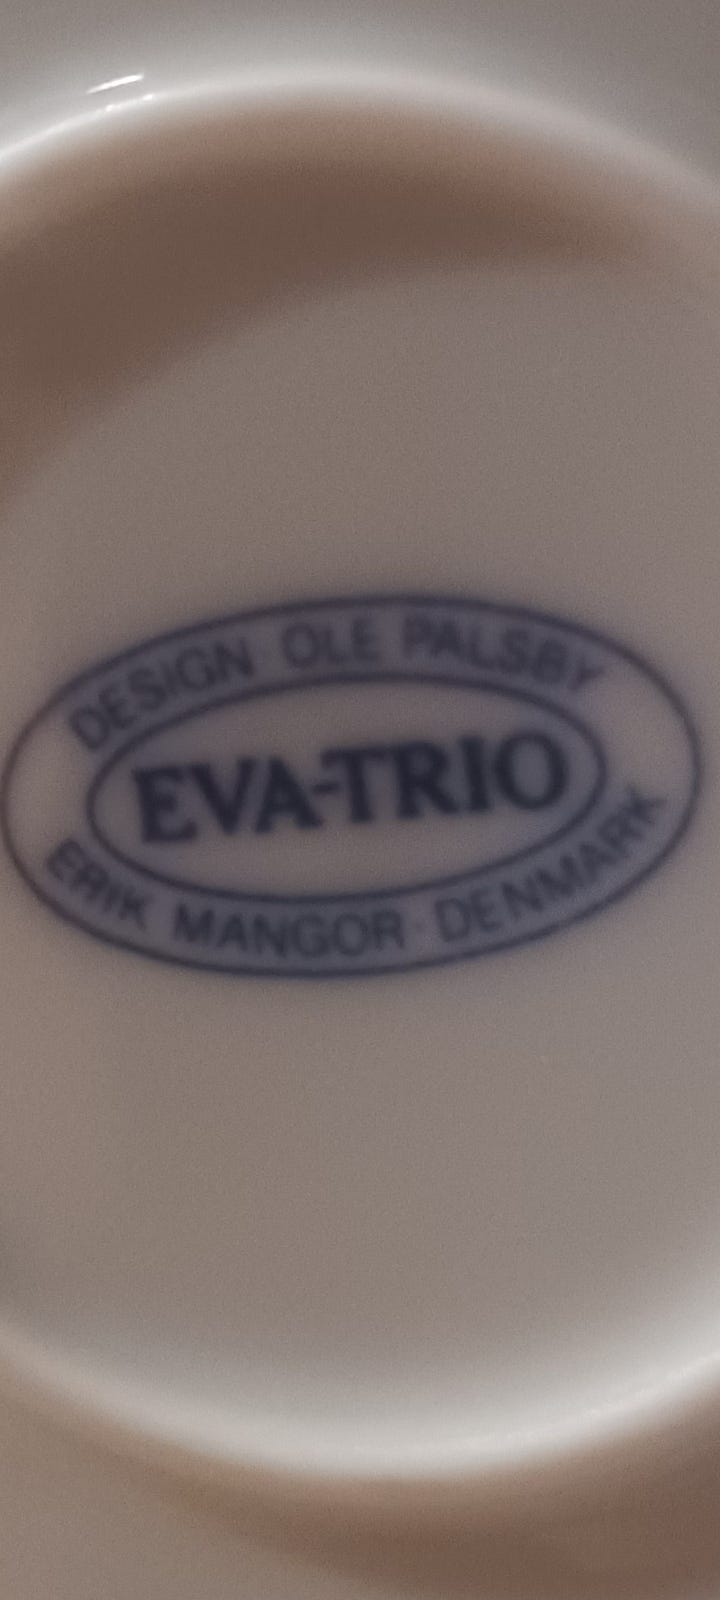 DESIGN OLE PALSBY
EVA-TRIO
ERIK MANGOR · DENMARK